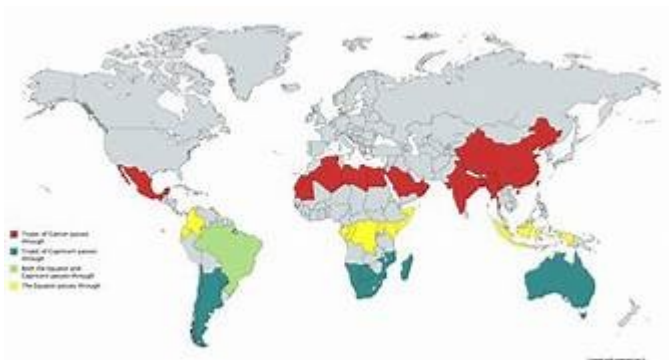 Tropic of Cancer passes
through
Tropic of Capricorn passes
through
Both the Equator and
Capricorn passes through
The Equator passes through